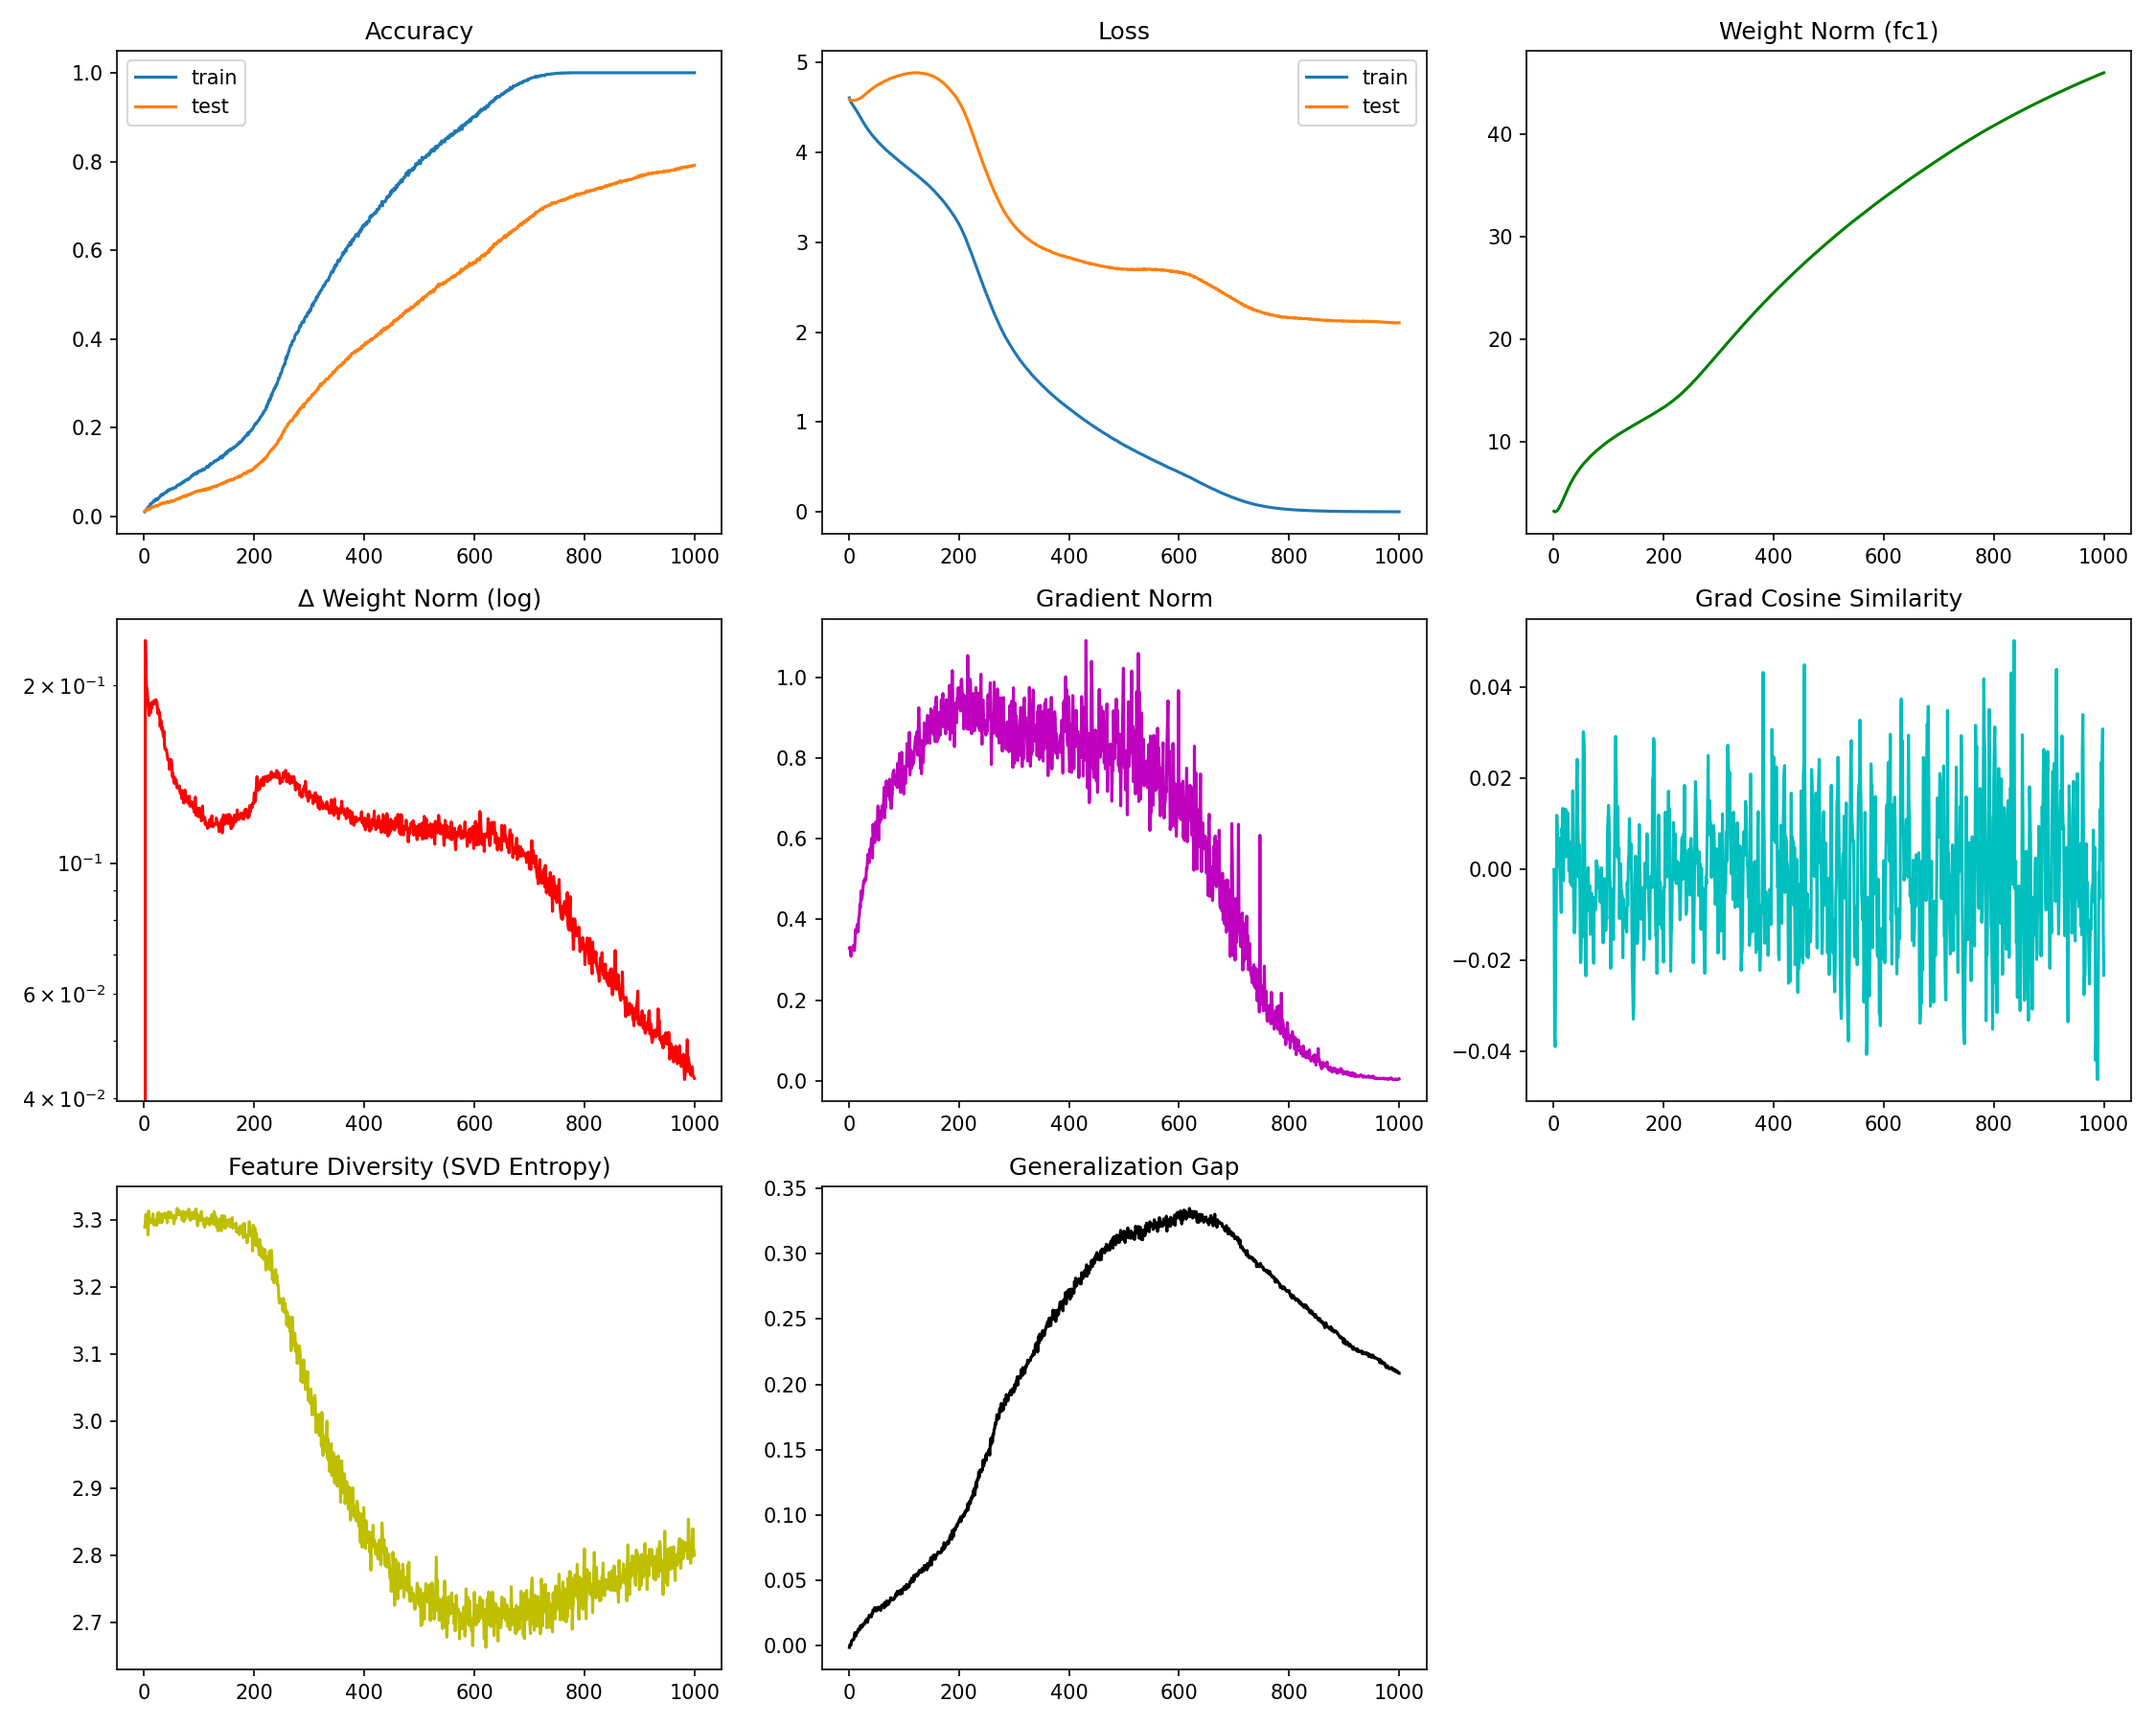 Accuracy
train
test
1.0
0.8
0.6
0.4
0.2
0.0
0 200 400 600 800 1000
Loss
train
test
5
4
3
2
1
0
0 200 400 600 800 1000
Weight Norm (fc1)
40
30
20
10
0 200 400 600 800 1000
Δ Weight Norm (log)
2 × 10⁻¹
10⁻¹
6 × 10⁻²
4 × 10⁻²
0 200 400 600 800 1000
Gradient Norm
1.0
0.8
0.6
0.4
0.2
0.0
0 200 400 600 800 1000
Grad Cosine Similarity
0.04
0.02
0.00
−0.02
−0.04
0 200 400 600 800 1000
Feature Diversity (SVD Entropy)
3.3
3.2
3.1
3.0
2.9
2.8
2.7
0 200 400 600 800 1000
Generalization Gap
0.35
0.30
0.25
0.20
0.15
0.10
0.05
0.00
0 200 400 600 800 1000